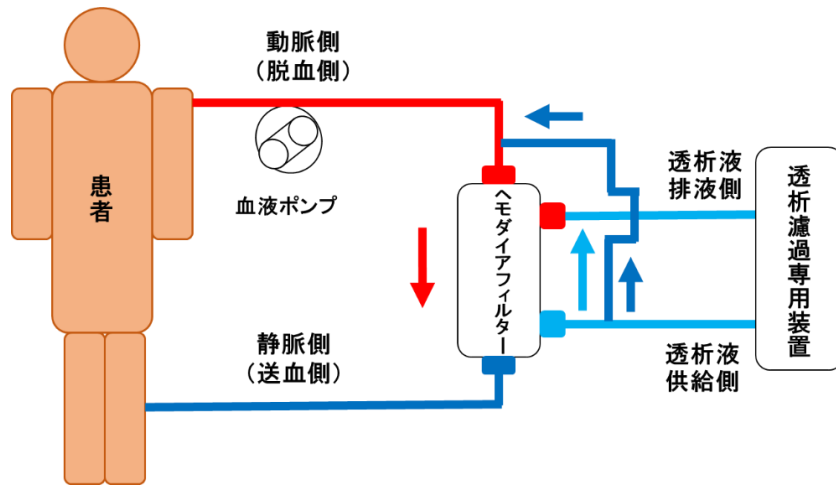 動脈側
（脱血側）
患者
血液ポンプ
ヘモダイアフィルター
透析液
排液側
透析濾過専用装置
静脈側
（送血側）
透析液
供給側